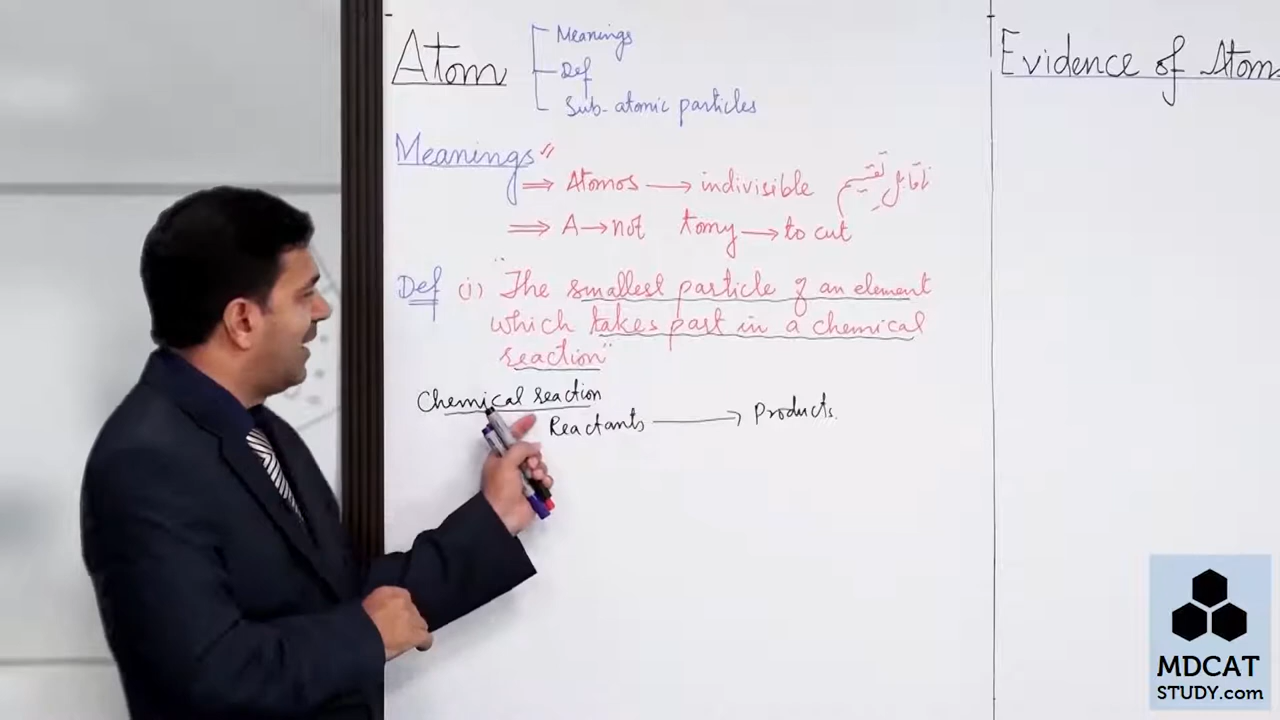 Atom
Meanings
Def
Sub-atomic particles
Evidence of Atom
Meanings"
⇒ Atomos → indivisible ناقابل تقسیم
⇒ A→not tomy → to cut
Def (i) "The smallest particle of an element
which takes part in a chemical
reaction"
Chemical reaction
Reactants → Products.
MDCAT
STUDY.com